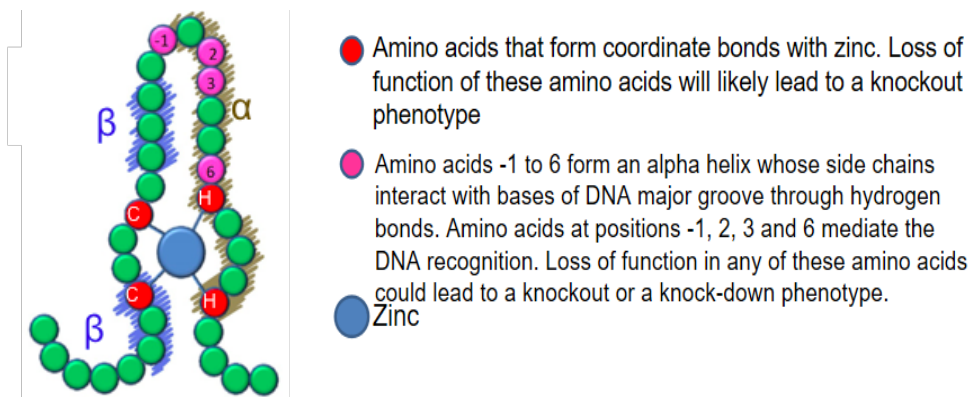 -1
2
3
β
α
6
H
C
C
H
β
Amino acids that form coordinate bonds with zinc. Loss of
function of these amino acids will likely lead to a knockout
phenotype
Amino acids -1 to 6 form an alpha helix whose side chains
interact with bases of DNA major groove through hydrogen
bonds. Amino acids at positions -1, 2, 3 and 6 mediate the
DNA recognition. Loss of function in any of these amino acids
could lead to a knockout or a knock-down phenotype.
Zinc